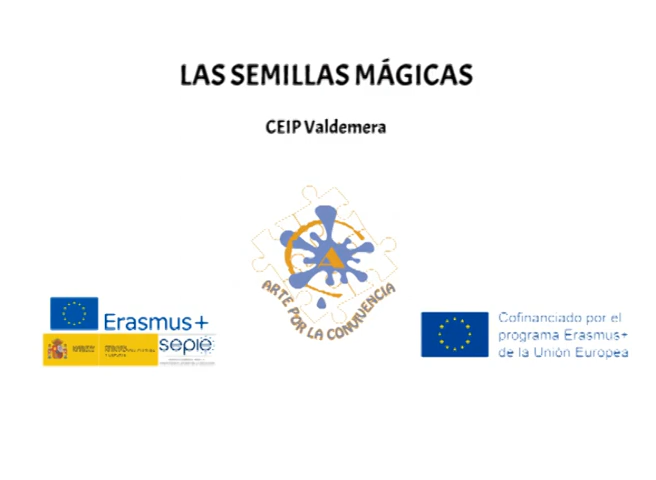 LAS SEMILLAS MÁGICAS
CEIP Valdemera
A
ARTE POR LA CONVIVENCIA
Erasmus+
sepie
Cofinanciado por el
programa Erasmus+
de la Unión Europea